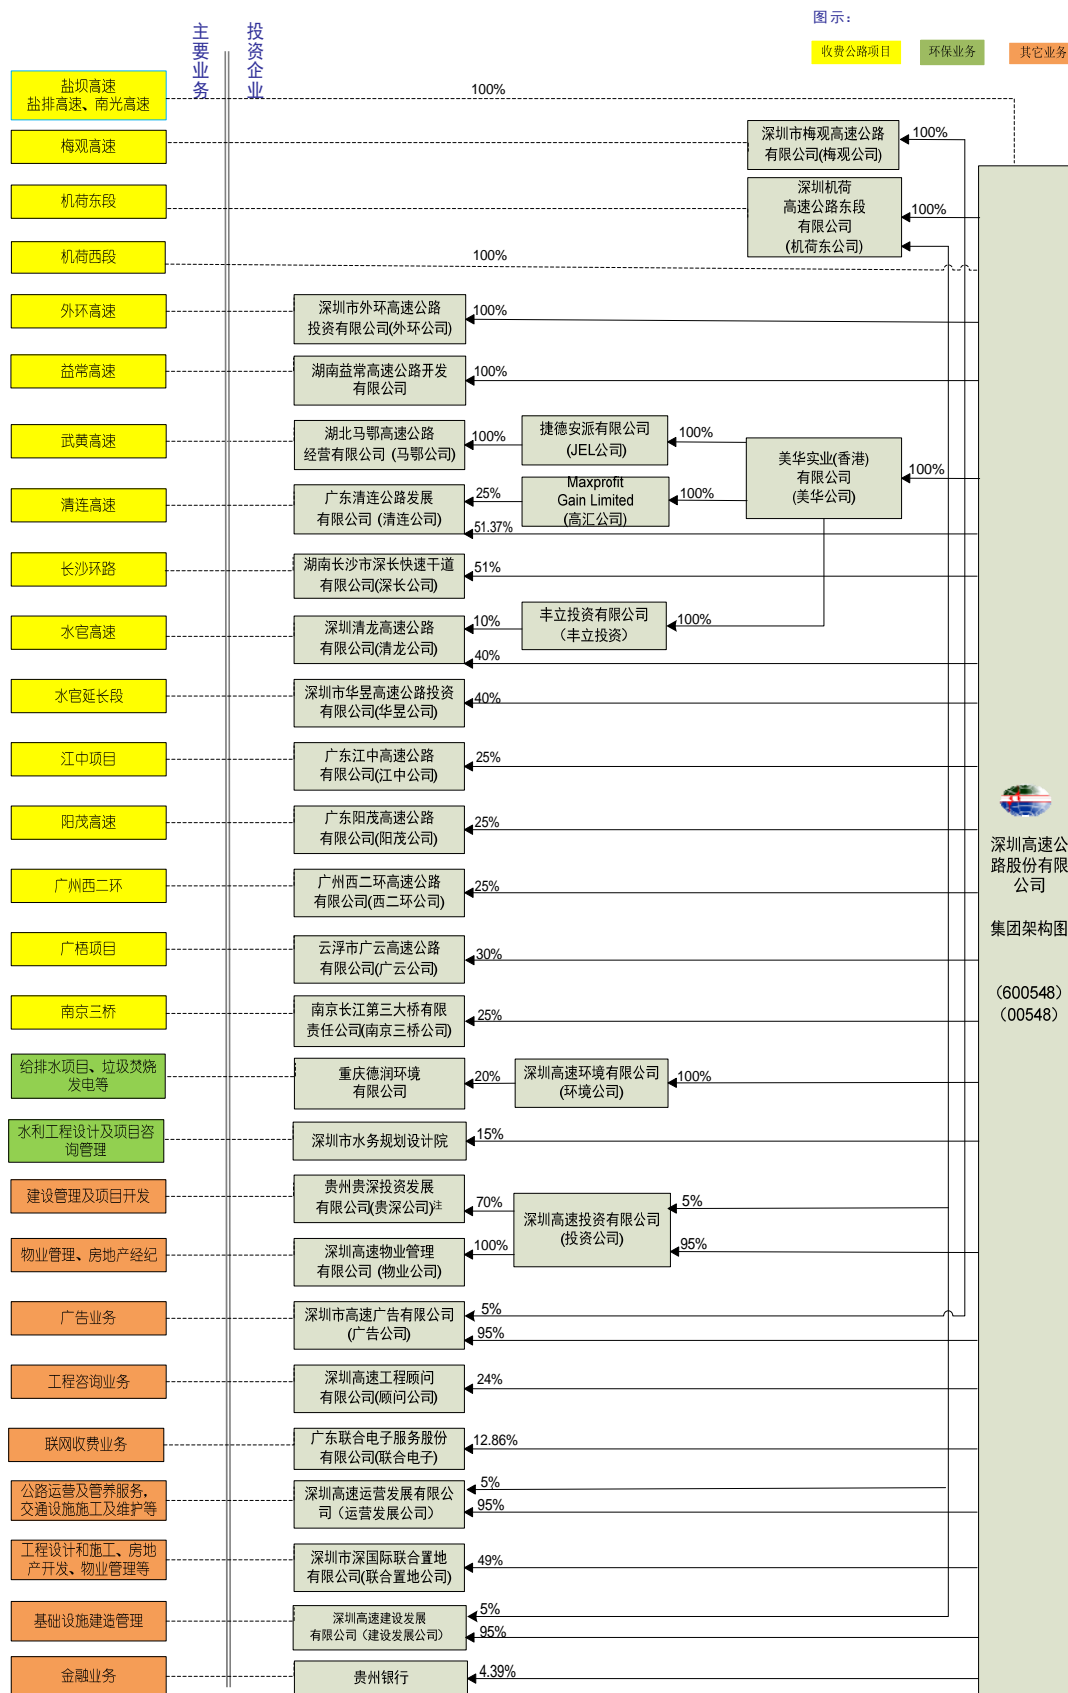 图示：
收费公路项目
环保业务
其它业务
主要业务
投资企业
盐坝高速
盐排高速、南光高速
100%
梅观高速
深圳市梅观高速公路
有限公司(梅观公司)
100%
机荷东段
深圳机荷
高速公路东段
有限公司
(机荷东公司)
100%
机荷西段
100%
外环高速
深圳市外环高速公路
投资有限公司(外环公司)
100%
益常高速
湖南益常高速公路开发
有限公司
100%
武黄高速
湖北马鄂高速公路
经营有限公司 (马鄂公司)
100%
捷德安派有限公司
(JEL公司)
100%
美华实业(香港)
有限公司
(美华公司)
100%
清连高速
广东清连公路发展
有限公司 (清连公司)
25%
Maxprofit
Gain Limited
(高汇公司)
100%
51.37%
长沙环路
湖南长沙市深长快速干道
有限公司(深长公司)
51%
水官高速
深圳清龙高速公路
有限公司(清龙公司)
10%
丰立投资有限公司
（丰立投资）
100%
40%
水官延长段
深圳市华昱高速公路投资
有限公司(华昱公司)
40%
江中项目
广东江中高速公路
有限公司(江中公司)
25%
阳茂高速
广东阳茂高速公路
有限公司(阳茂公司)
25%
广州西二环
广州西二环高速公路
有限公司(西二环公司)
25%
广梧项目
云浮市广云高速公路
有限公司(广云公司)
30%
南京三桥
南京长江第三大桥有限
责任公司(南京三桥公司)
25%
深圳高速公
路股份有限
公司
集团架构图
（600548）
（00548）
给排水项目、垃圾焚烧
发电等
重庆德润环境
有限公司
20%
深圳高速环境有限公司
(环境公司)
100%
水利工程设计及项目咨
询管理
深圳市水务规划设计院
15%
建设管理及项目开发
贵州贵深投资发展
有限公司(贵深公司)注
70%
深圳高速投资有限公司
(投资公司)
5%
95%
物业管理、房地产经纪
深圳高速物业管理
有限公司 (物业公司)
100%
广告业务
深圳市高速广告有限公司
(广告公司)
5%
95%
工程咨询业务
深圳高速工程顾问
有限公司(顾问公司)
24%
联网收费业务
广东联合电子服务股份
有限公司(联合电子)
12.86%
公路运营及管养服务，
交通设施施工及维护等
深圳高速运营发展有限公
司（运营发展公司）
5%
95%
工程设计和施工、房地
产开发、物业管理等
深圳市深国际联合置地
有限公司(联合置地公司)
49%
基础设施建造管理
深圳高速建设发展
有限公司（建设发展公司）
5%
95%
金融业务
贵州银行
4.39%